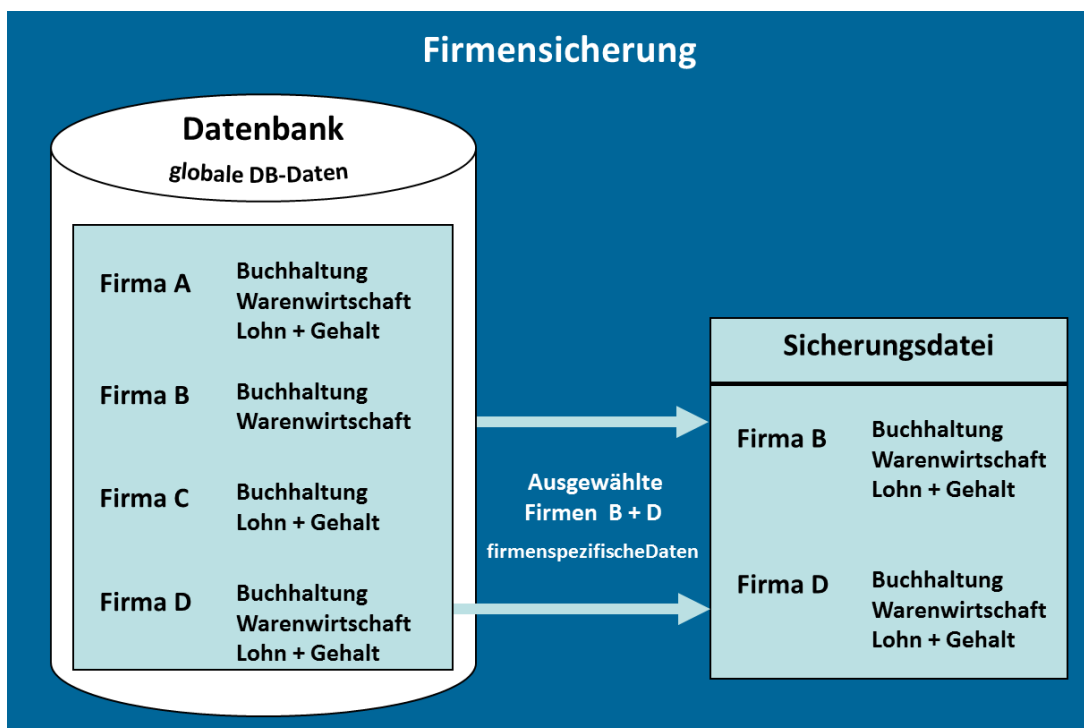 Firmensicherung
Datenbank
globale DB-Daten
Firma A
Buchhaltung
Warenwirtschaft
Lohn + Gehalt
Firma B
Buchhaltung
Warenwirtschaft
Firma C
Buchhaltung
Lohn + Gehalt
Firma D
Buchhaltung
Warenwirtschaft
Lohn + Gehalt
Ausgewählte
Firmen B + D
firmenspezifischeDaten
Sicherungsdatei
Firma B
Buchhaltung
Warenwirtschaft
Lohn + Gehalt
Firma D
Buchhaltung
Warenwirtschaft
Lohn + Gehalt